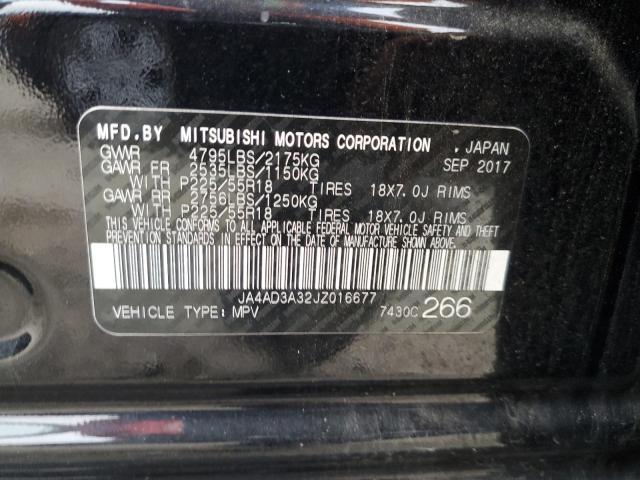 MFD.BY MITSUBISHI MOTORS CORPORATION . JAPAN
GVWR 4795LBS/2175KG SEP 2017
GAWR FR 2535LBS/1150KG
WITH P225/55R18 TIRES 18X7.0J RIMS
GAWR RR 2756LBS/1250KG
WITH P225/55R18 TIRES 18X7.0J RIMS
THIS VEHICLE CONFORMS TO ALL APPLICABLE FEDERAL MOTOR VEHICLE SAFETY AND THEFT
PREVENTION STANDARDS IN EFFECT ON THE DATE OF MANUFACTURE SHOWN ABOVE.
JA4AD3A32JZ016677
VEHICLE TYPE: MPV 7430C 266